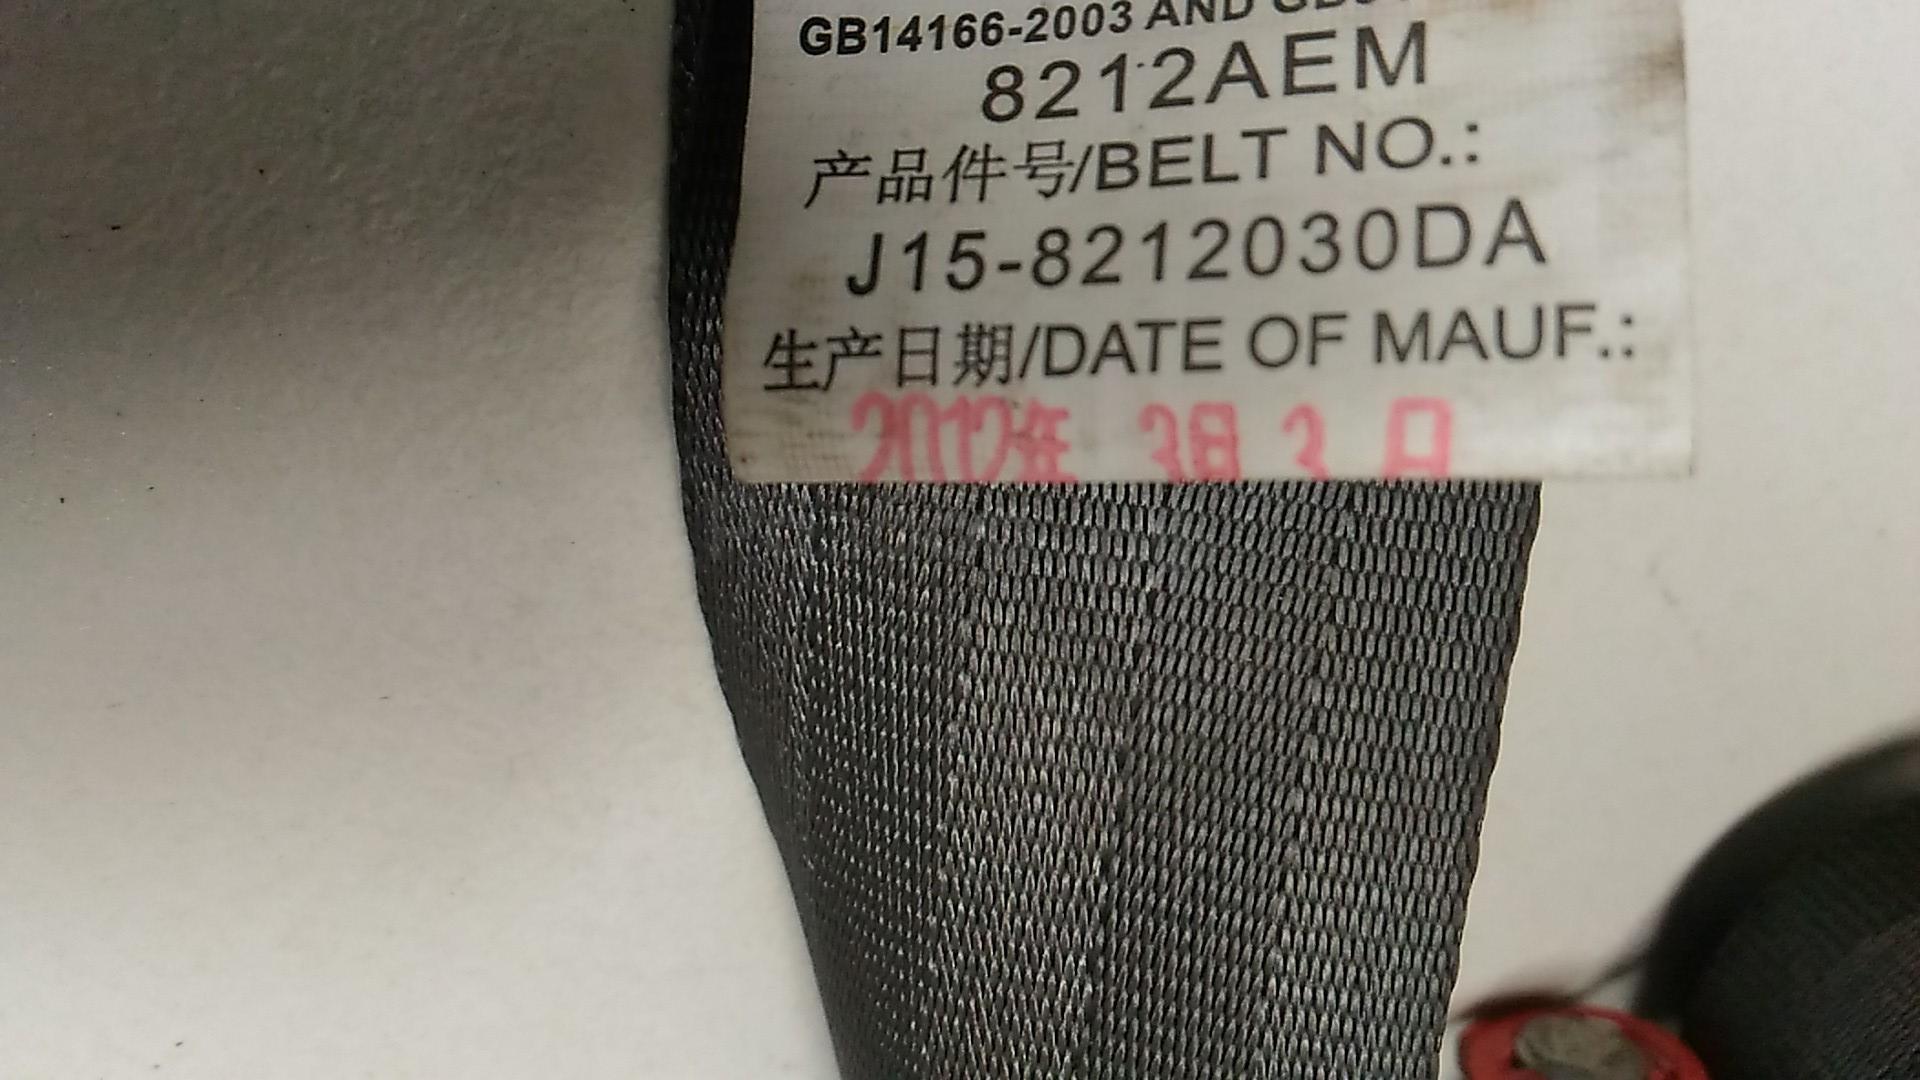 GB14166-2003 AND
8212AEM
产品件号/BELT NO.:
J15-8212030DA
生产日期/DATE OF MAUF.:
2012年 3月 3 日